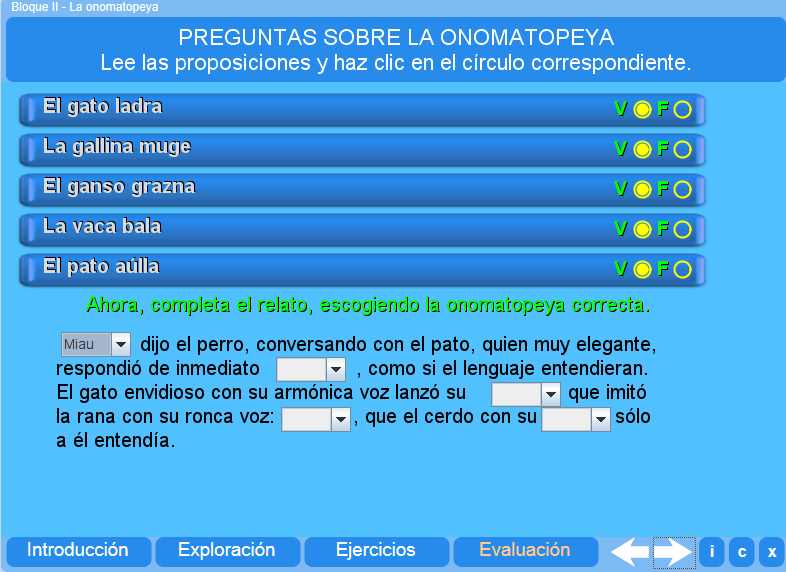 Bloque II - La onomatopeya
PREGUNTAS SOBRE LA ONOMATOPEYA
Lee las proposiciones y haz clic en el círculo correspondiente.
El gato ladra V F
La gallina muge V F
El ganso grazna V F
La vaca bala V F
El pato aúlla V F
Ahora, completa el relato, escogiendo la onomatopeya correcta.
Miau dijo el perro, conversando con el pato, quien muy elegante,
respondió de inmediato , como si el lenguaje entendieran.
El gato envidioso con su armónica voz lanzó su que imitó
la rana con su ronca voz: , que el cerdo con su sólo
a él entendía.
Introducción Exploración Ejercicios Evaluación i c x